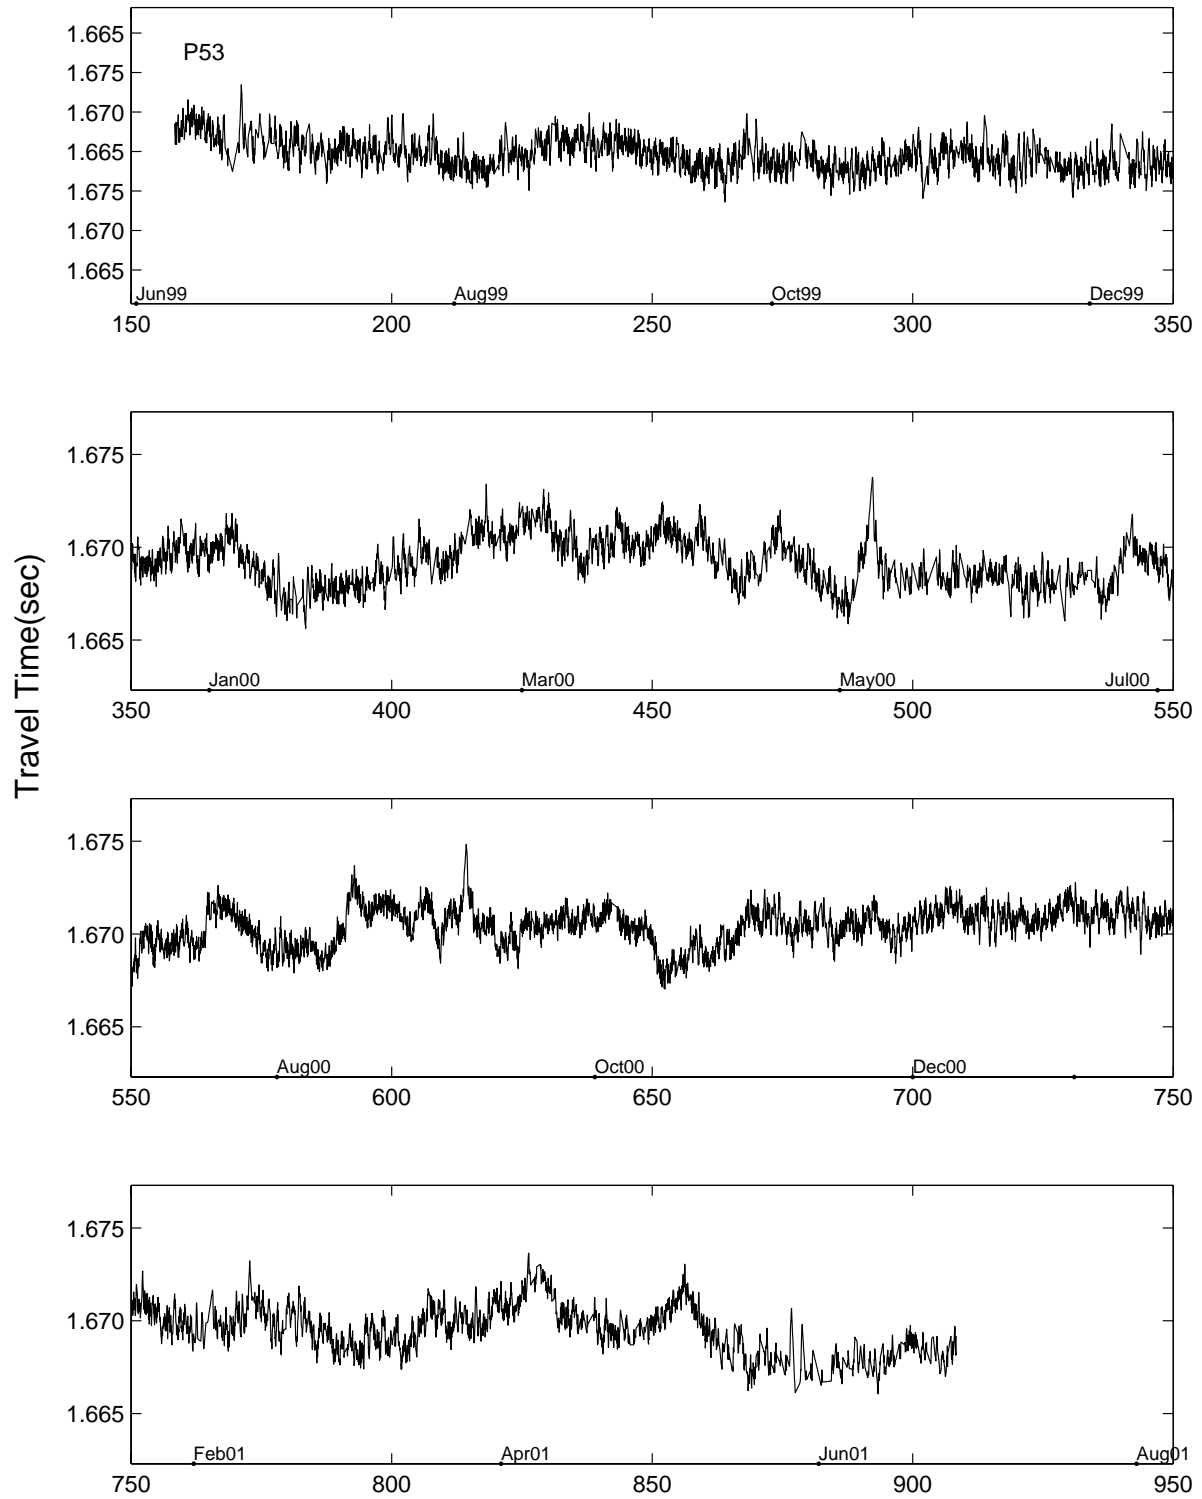 1.665
P53
1.675
1.670
1.665
1.675
1.670
1.665
Jun99 Aug99 Oct99 Dec99
150 200 250 300 350
Travel Time(sec)
1.675
1.670
1.665
Jan00 Mar00 May00 Jul00
350 400 450 500 550
1.675
1.670
1.665
Aug00 Oct00 Dec00
550 600 650 700 750
1.675
1.670
1.665
Feb01 Apr01 Jun01 Aug01
750 800 850 900 950